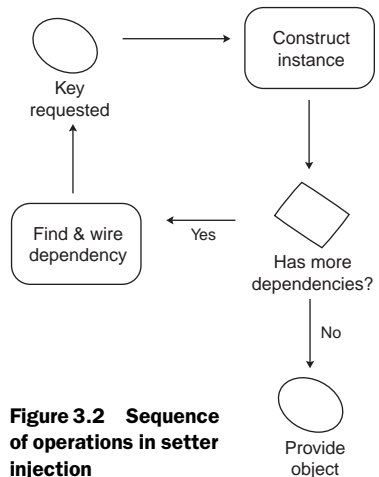 Construct
instance
Key
requested
Find & wire
dependency
Yes
Has more
dependencies?
No
Figure 3.2 Sequence
of operations in setter
injection
Provide
object